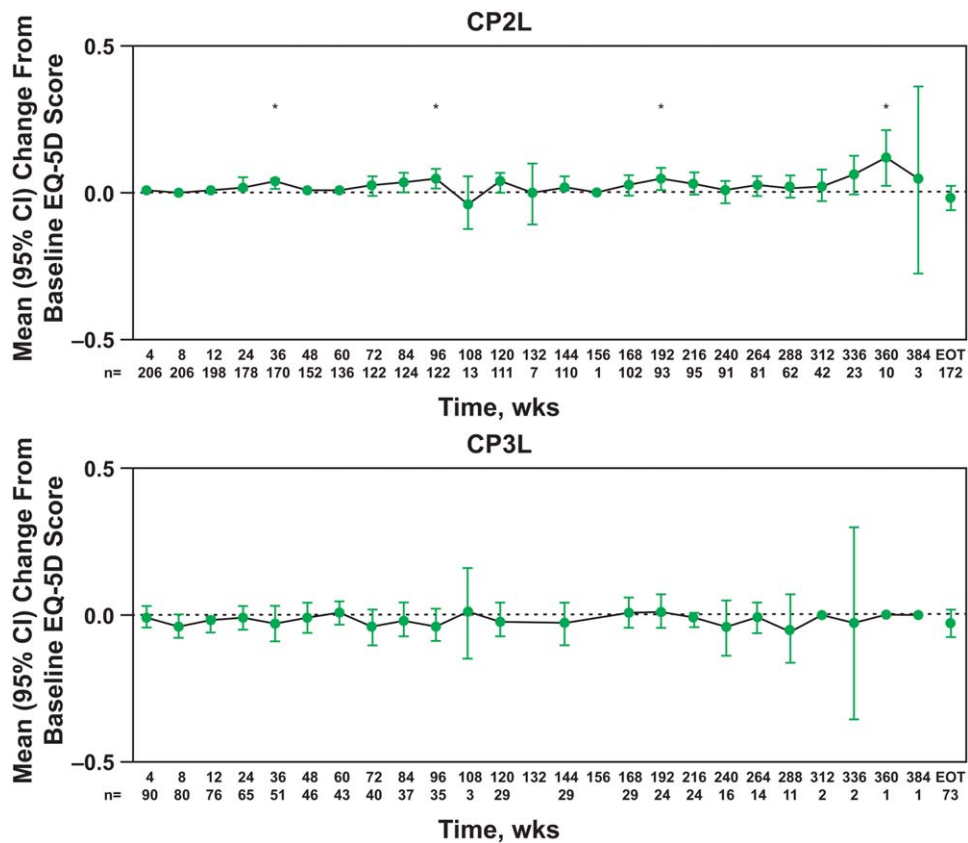 CP2L
Mean (95% CI) Change From
Baseline EQ-5D Score
0.5
*
*
*
*
0.0
–0.5
4 8 12 24 36 48 60 72 84 96 108 120 132 144 156 168 192 216 240 264 288 312 336 360 384 EOT
n= 206 206 198 178 170 152 136 122 124 122 13 111 7 110 1 102 93 95 91 81 62 42 23 10 3 172
Time, wks
CP3L
Mean (95% CI) Change From
Baseline EQ-5D Score
0.5
0.0
–0.5
4 8 12 24 36 48 60 72 84 96 108 120 132 144 156 168 192 216 240 264 288 312 336 360 384 EOT
n= 90 80 76 65 51 46 43 40 37 35 3 29 29 29 24 24 16 14 11 2 2 1 1 73
Time, wks